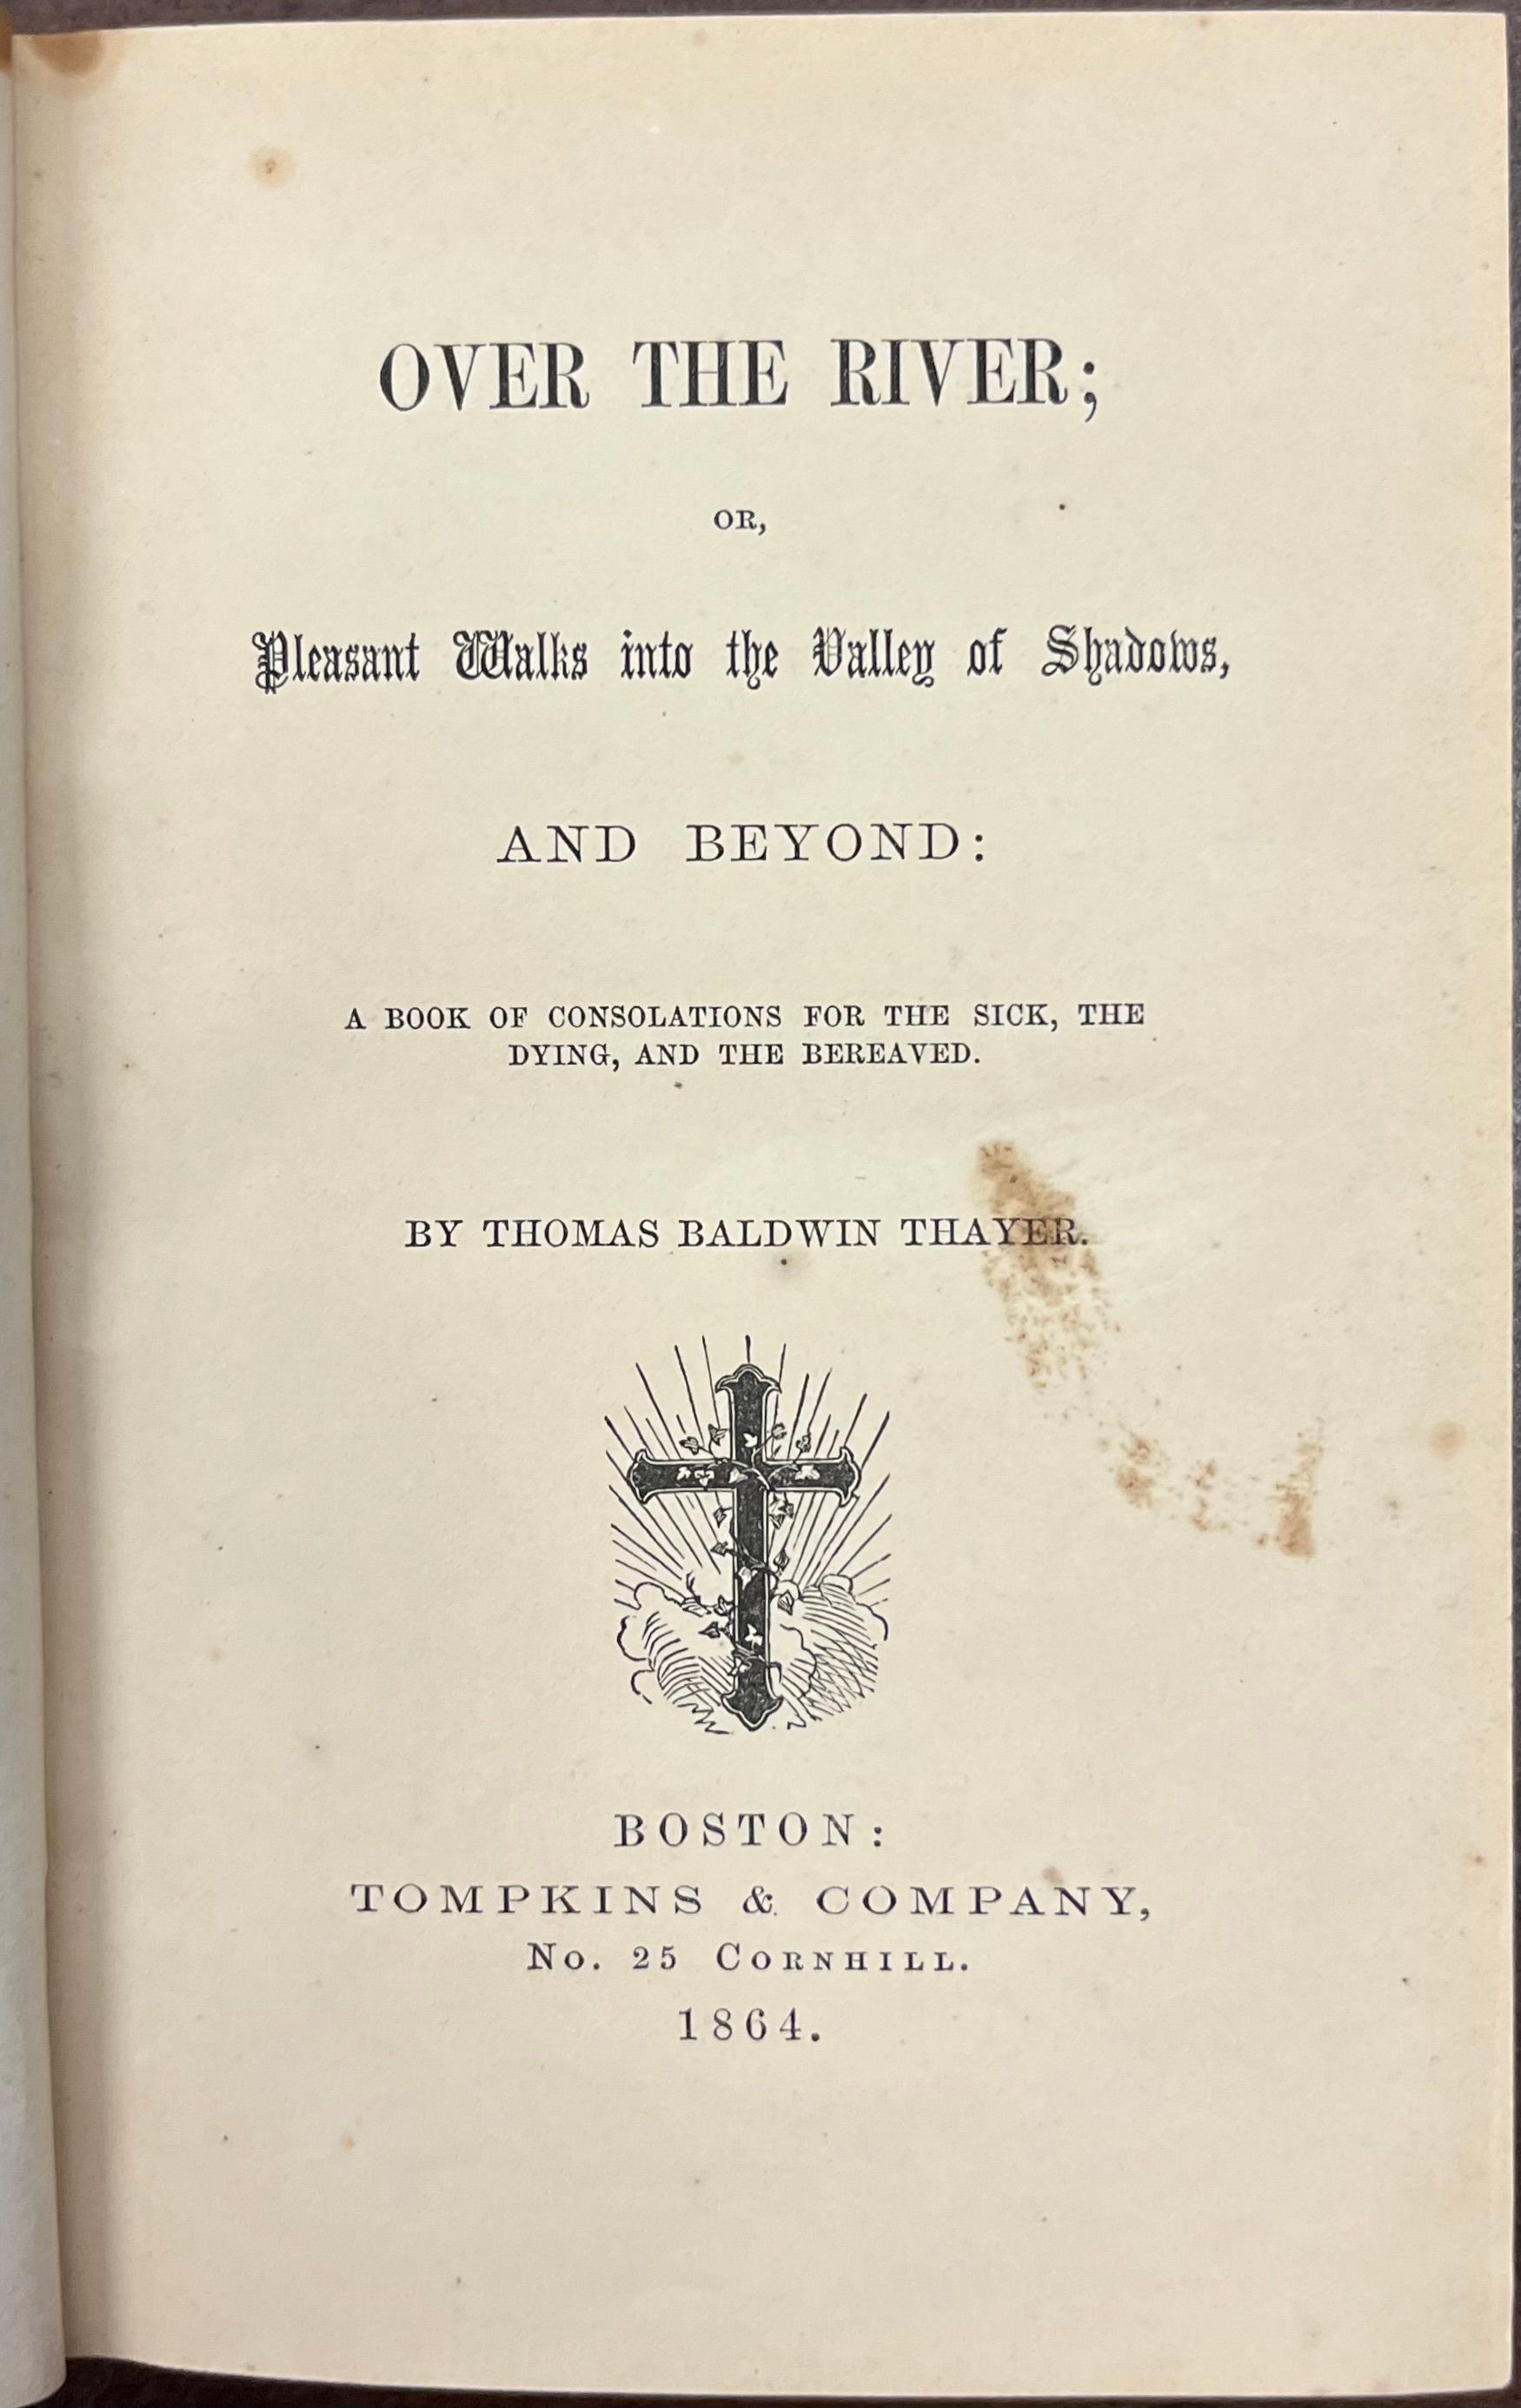 OVER THE RIVER;
OR,
Pleasant Walks into the Valley of Shadows,
AND BEYOND:
A BOOK OF CONSOLATIONS FOR THE SICK, THE
DYING, AND THE BEREAVED.
BY THOMAS BALDWIN THAYER.
BOSTON:
TOMPKINS & COMPANY,
No. 25 CORNHILL.
1864.